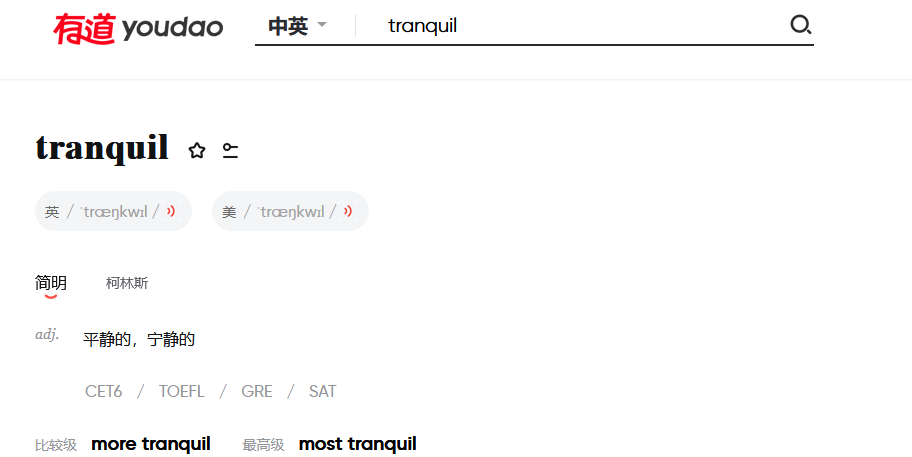 有道 youdao 中英 tranquil
tranquil
英 / ˈtræŋkwɪl / 美 / ˈtræŋkwɪl /
简明 柯林斯
adj. 平静的，宁静的
CET6 / TOEFL / GRE / SAT
比较级 more tranquil 最高级 most tranquil